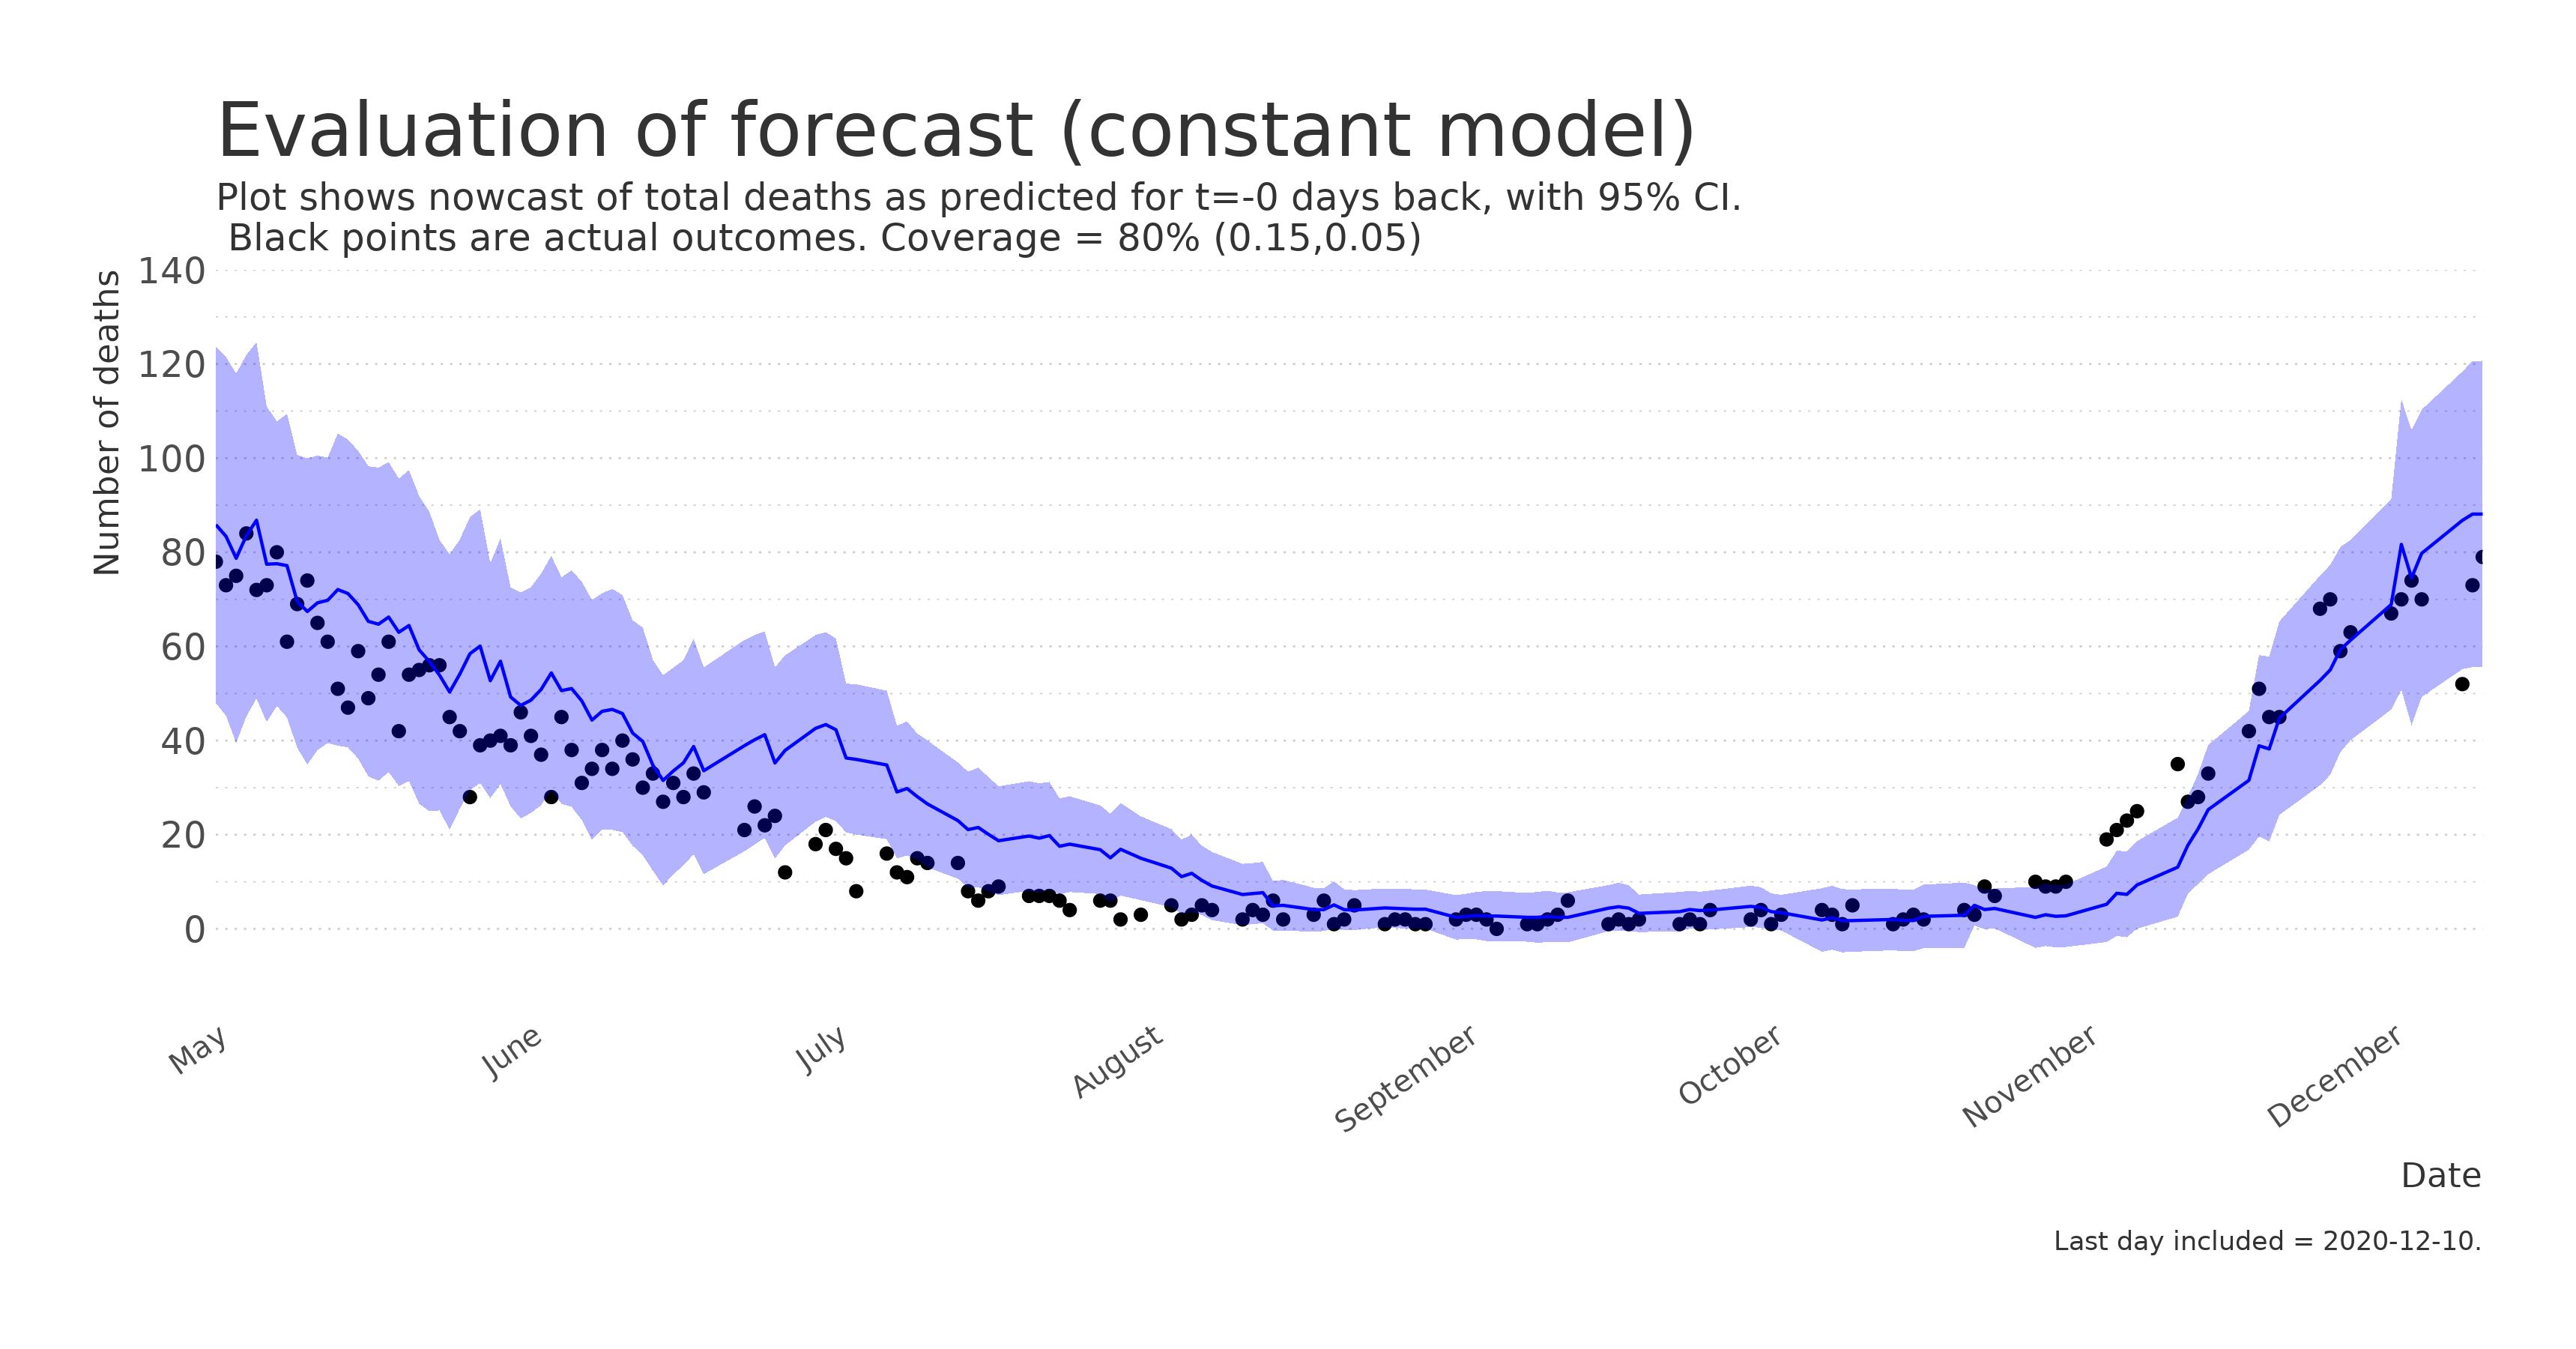 Evaluation of forecast (constant model)
Plot shows nowcast of total deaths as predicted for t=-0 days back, with 95% CI.
Black points are actual outcomes. Coverage = 80% (0.15,0.05)
Number of deaths
140
120
100
80
60
40
20
0
May
June
July
August
September
October
November
December
Date
Last day included = 2020-12-10.